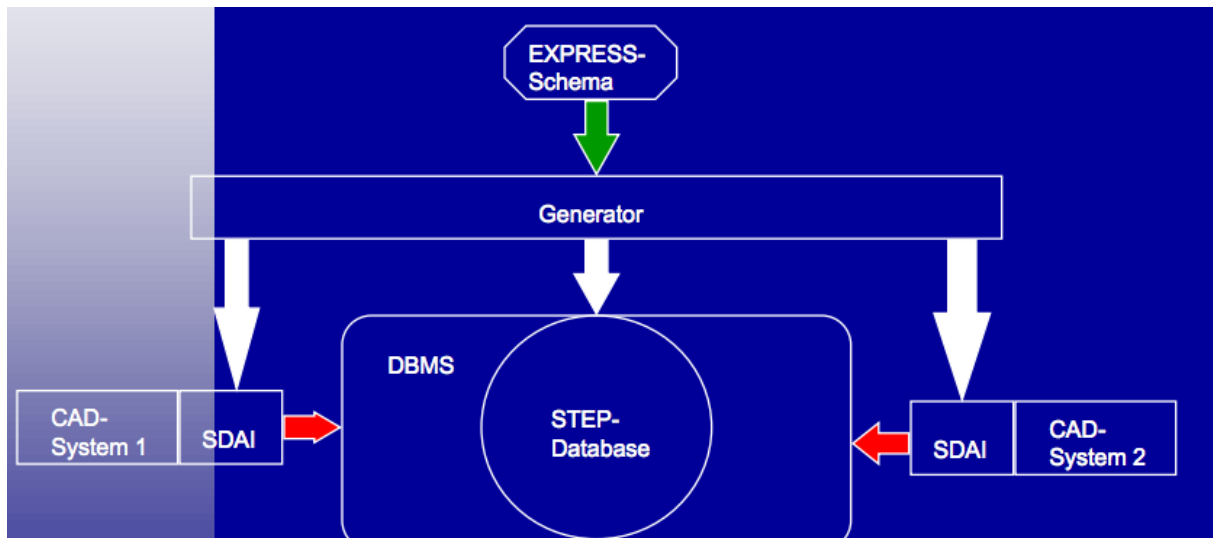 EXPRESS-
Schema
Generator
DBMS
CAD-
System 1
SDAI
STEP-
Database
SDAI
CAD-
System 2